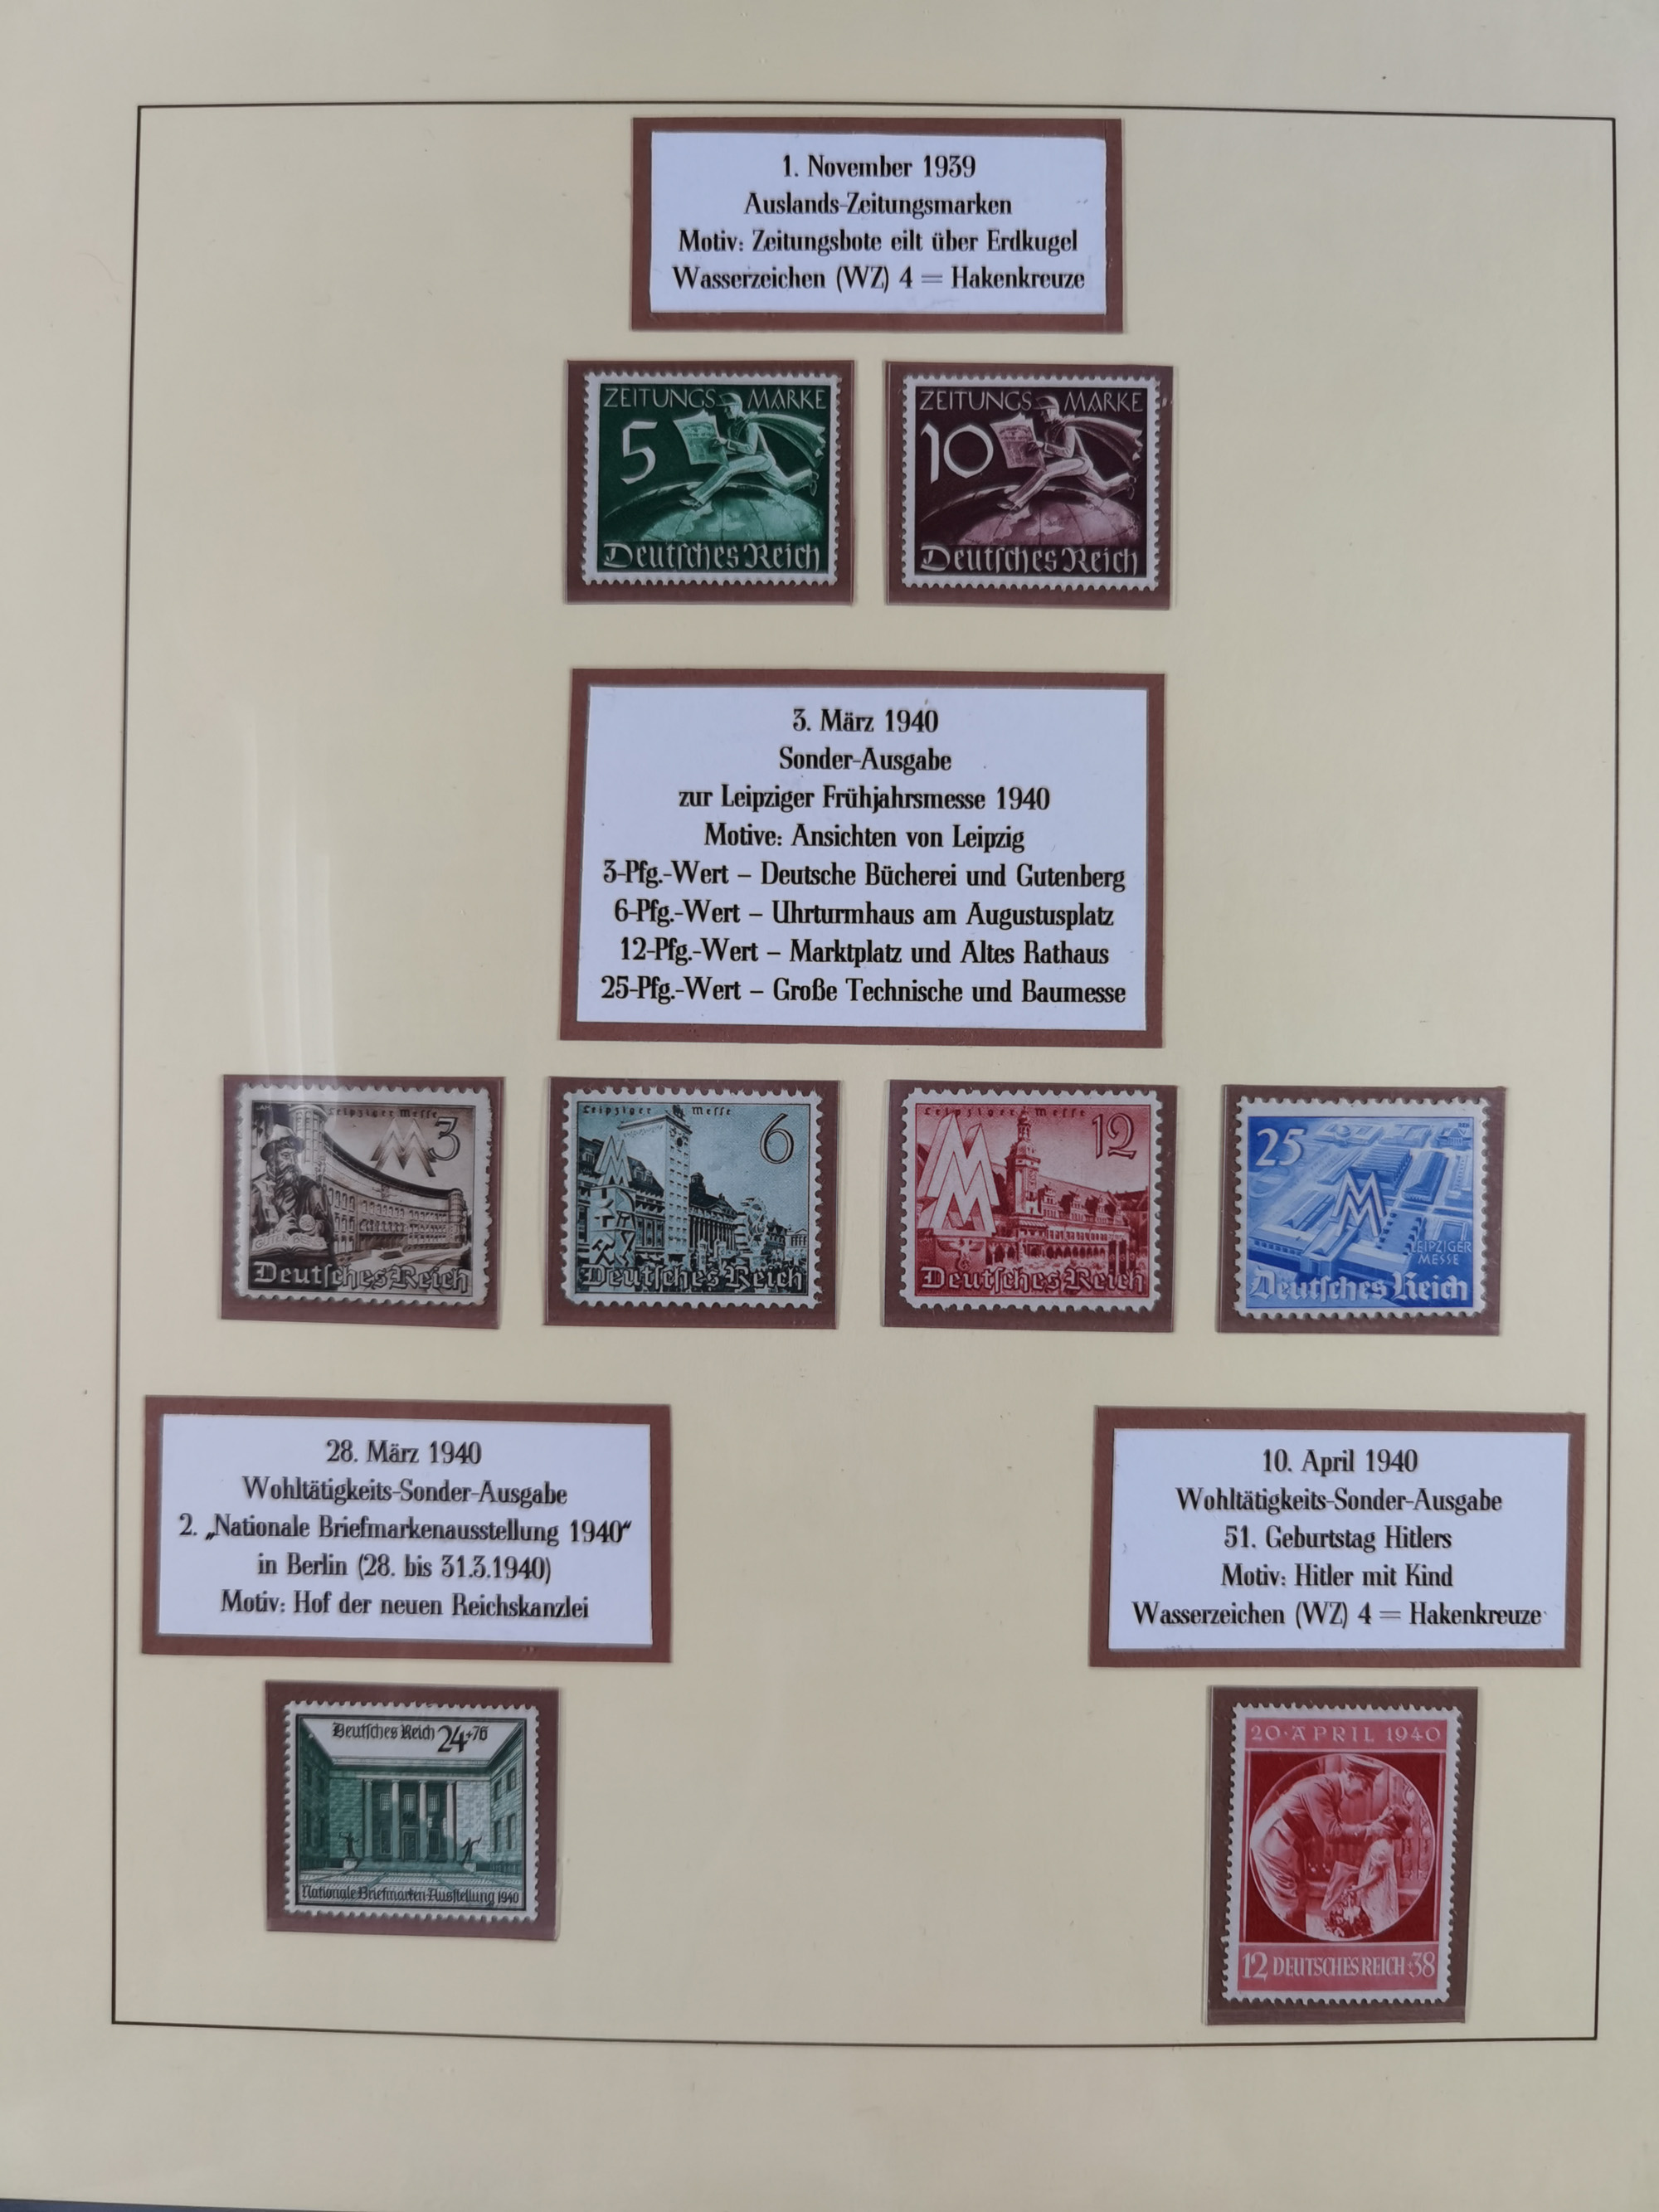 1. November 1939
Auslands-Zeitungsmarken
Motiv: Zeitungsbote eilt über Erdkugel
Wasserzeichen (WZ) 4 = Hakenkreuze
ZEITUNGS MARKE
5
Deutsches Reich
ZEITUNGS MARKE
10
Deutsches Reich
3. März 1940
Sonder-Ausgabe
zur Leipziger Frühjahrsmesse 1940
Motive: Ansichten von Leipzig
3-Pfg.-Wert – Deutsche Bücherei und Gutenberg
6-Pfg.-Wert – Uhrturmhaus am Augustusplatz
12-Pfg.-Wert – Marktplatz und Altes Rathaus
25-Pfg.-Wert – Große Technische und Baumesse
Leipziger Messe
MM 3
Deutsches Reich
Leipziger Messe
M 6
Deutsches Reich
Leipziger Messe
MM 12
Deutsches Reich
25
MM
LEIPZIGER
MESSE
Deutsches Reich
28. März 1940
Wohltätigkeits-Sonder-Ausgabe
2. „Nationale Briefmarkenausstellung 1940“
in Berlin (28. bis 31.3.1940)
Motiv: Hof der neuen Reichskanzlei
Deutsches Reich 24+76
Nationale Briefmarken-Ausstellung 1940
10. April 1940
Wohltätigkeits-Sonder-Ausgabe
51. Geburtstag Hitlers
Motiv: Hitler mit Kind
Wasserzeichen (WZ) 4 = Hakenkreuze
20·APRIL 1940
12 DEUTSCHES REICH+38